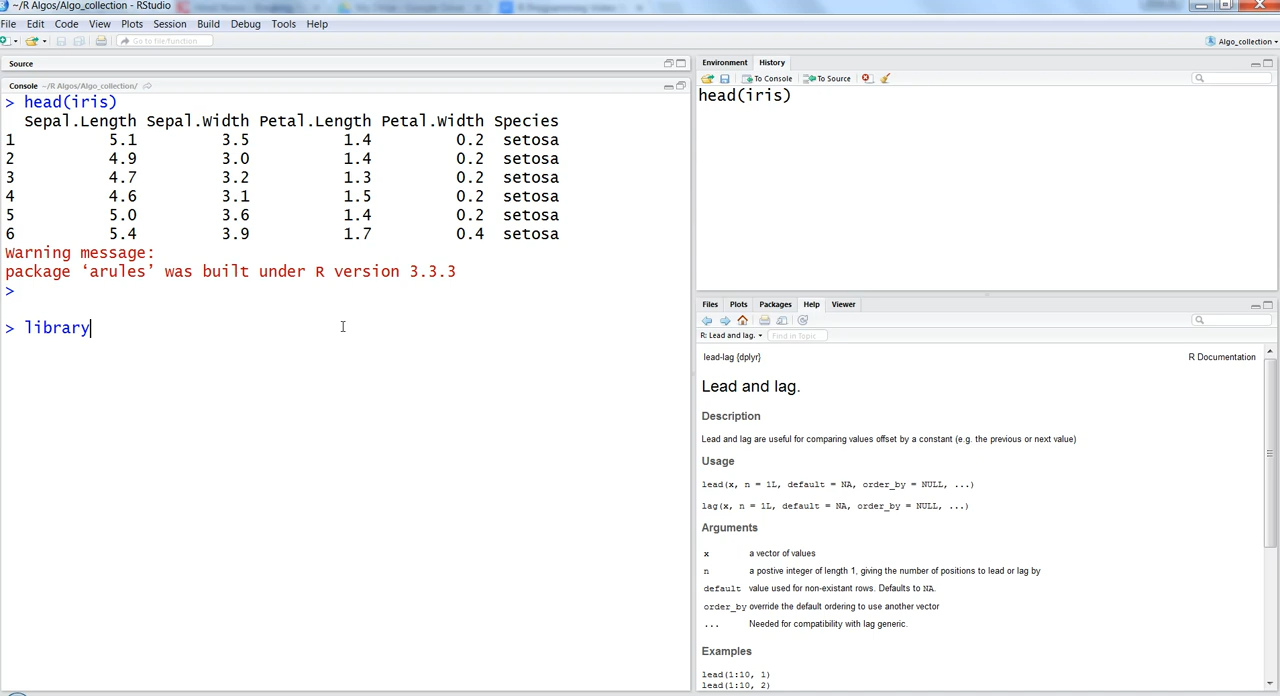 ~/R Algos/Algo_collection - RStudio
File Edit Code View Plots Session Build Debug Tools Help
Go to file/function Algo_collection
Source Environment History
To Console To Source
Console ~/R Algos/Algo_collection/
> head(iris)
Sepal.Length Sepal.Width Petal.Length Petal.Width Species
1 5.1 3.5 1.4 0.2 setosa
2 4.9 3.0 1.4 0.2 setosa
3 4.7 3.2 1.3 0.2 setosa
4 4.6 3.1 1.5 0.2 setosa
5 5.0 3.6 1.4 0.2 setosa
6 5.4 3.9 1.7 0.4 setosa
Warning message:
package ‘arules’ was built under R version 3.3.3
>
> library
head(iris)
Files Plots Packages Help Viewer
R: Lead and lag. Find in Topic
lead-lag {dplyr} R Documentation
Lead and lag.
Description
Lead and lag are useful for comparing values offset by a constant (e.g. the previous or next value)
Usage
lead(x, n = 1L, default = NA, order_by = NULL, ...)
lag(x, n = 1L, default = NA, order_by = NULL, ...)
Arguments
x a vector of values
n a postive integer of length 1, giving the number of positions to lead or lag by
default value used for non-existant rows. Defaults to NA.
order_by override the default ordering to use another vector
... Needed for compatibility with lag generic.
Examples
lead(1:10, 1)
lead(1:10, 2)